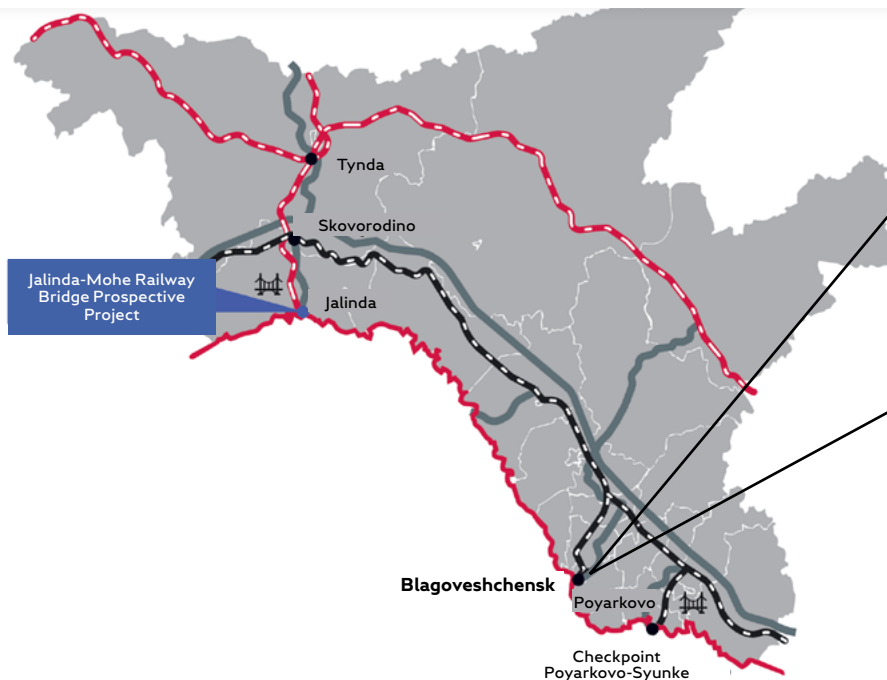 Tynda
Skovorodino
Jalinda-Mohe Railway
Bridge Prospective
Project
Jalinda
Blagoveshchensk
Poyarkovo
Checkpoint
Poyarkovo-Syunke